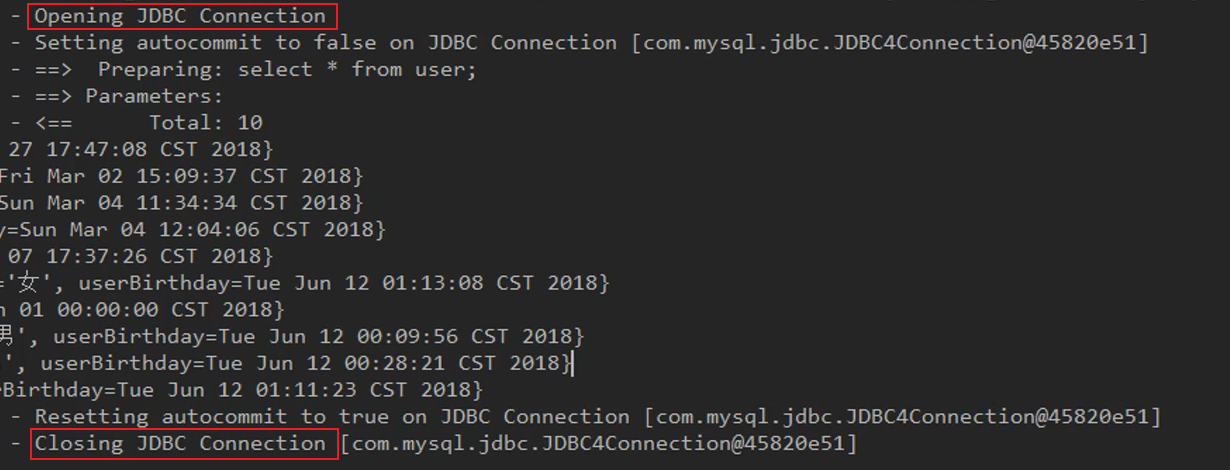 - Opening JDBC Connection
- Setting autocommit to false on JDBC Connection [com.mysql.jdbc.JDBC4Connection@45820e51]
- ==>  Preparing: select * from user;
- ==> Parameters:
- <==      Total: 10
27 17:47:08 CST 2018}
Fri Mar 02 15:09:37 CST 2018}
Sun Mar 04 11:34:34 CST 2018}
y=Sun Mar 04 12:04:06 CST 2018}
07 17:37:26 CST 2018}
='女', userBirthday=Tue Jun 12 01:13:08 CST 2018}
n 01 00:00:00 CST 2018}
男', userBirthday=Tue Jun 12 00:09:56 CST 2018}
', userBirthday=Tue Jun 12 00:28:21 CST 2018}
rBirthday=Tue Jun 12 01:11:23 CST 2018}
- Resetting autocommit to true on JDBC Connection [com.mysql.jdbc.JDBC4Connection@45820e51]
- Closing JDBC Connection [com.mysql.jdbc.JDBC4Connection@45820e51]